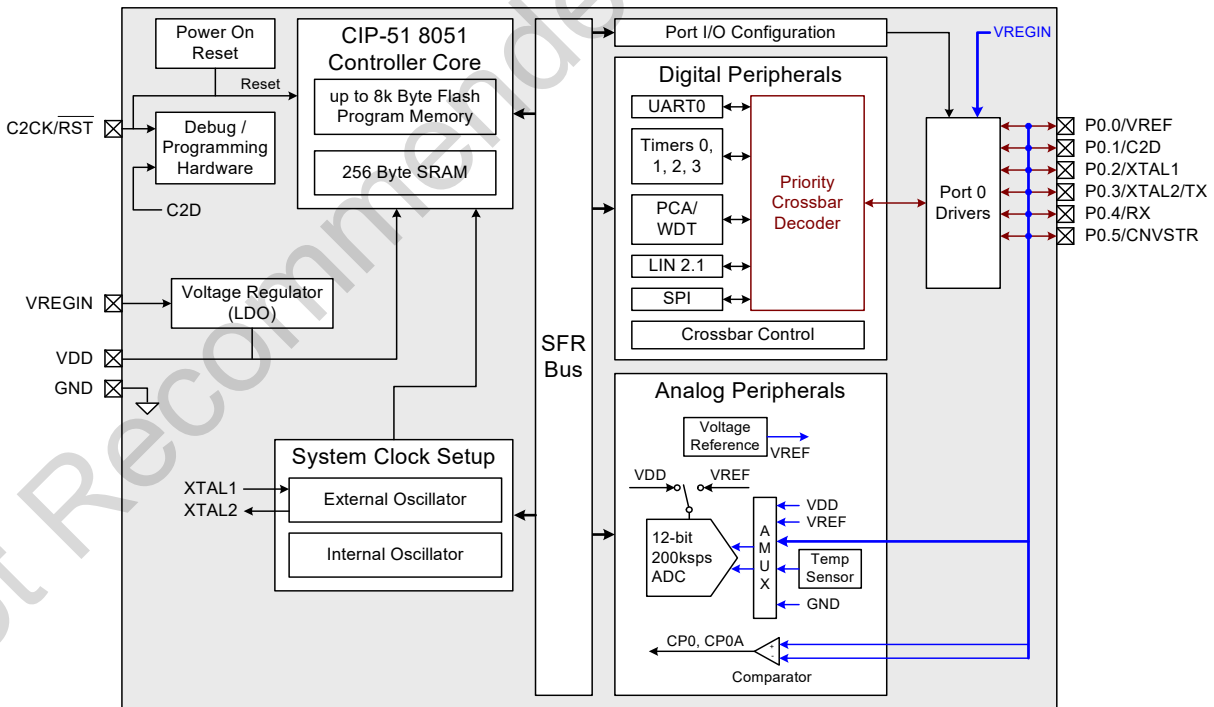 Power On
Reset
Reset
C2CK/RST
Debug /
Programming
Hardware
C2D
CIP-51 8051
Controller Core
up to 8k Byte Flash
Program Memory
256 Byte SRAM
VREGIN
Voltage Regulator
(LDO)
VDD
GND
System Clock Setup
XTAL1
XTAL2
External Oscillator
Internal Oscillator
SFR
Bus
Port I/O Configuration
Digital Peripherals
UART0
Timers 0,
1, 2, 3
PCA/
WDT
LIN 2.1
SPI
Priority
Crossbar
Decoder
Crossbar Control
Analog Peripherals
Voltage
Reference
VREF
VDD
VREF
12-bit
200ksps
ADC
A
M
U
X
VDD
VREF
Temp
Sensor
GND
CP0, CP0A
+
-
Comparator
VREGIN
Port 0
Drivers
P0.0/VREF
P0.1/C2D
P0.2/XTAL1
P0.3/XTAL2/TX
P0.4/RX
P0.5/CNVSTR